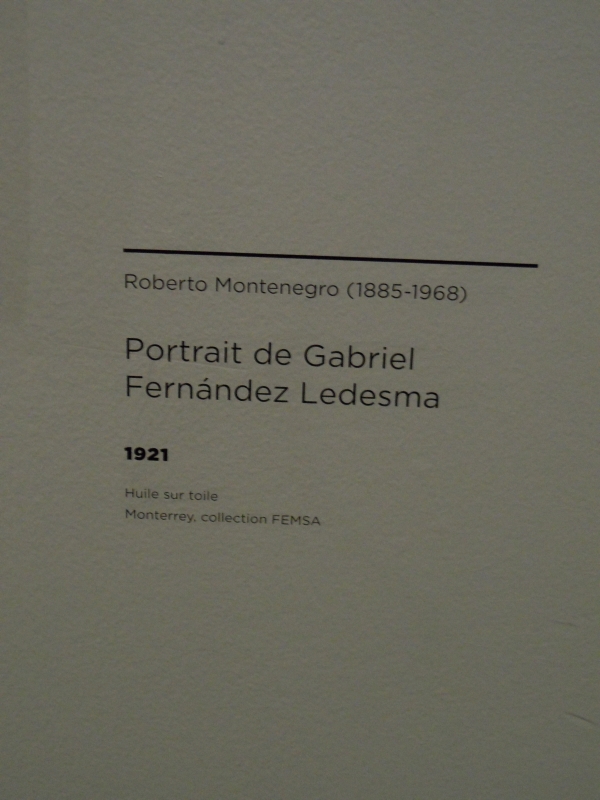 Roberto Montenegro (1885-1968)
Portrait de Gabriel
Fernández Ledesma
1921
Huile sur toile
Monterrey, collection FEMSA